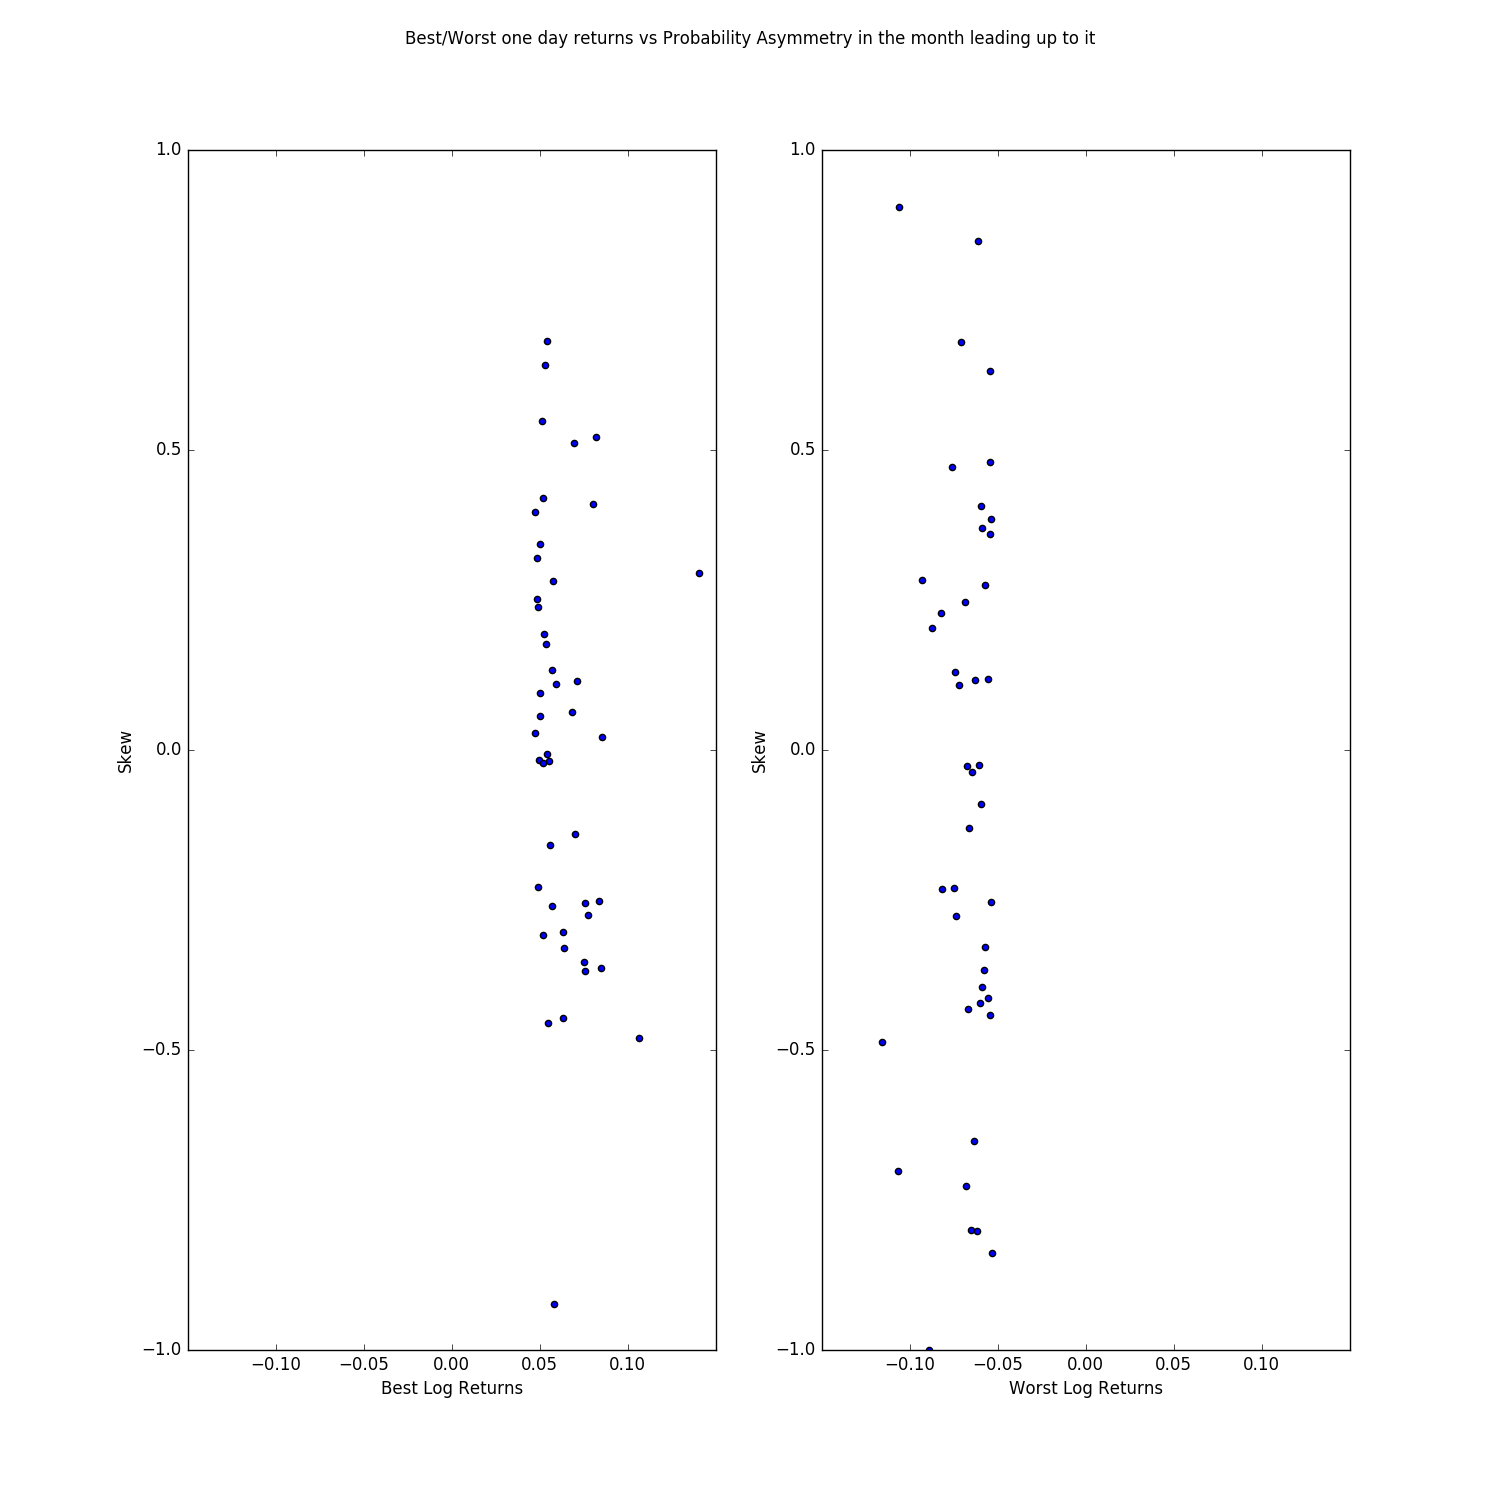 Best/Worst one day returns vs Probability Asymmetry in the month leading up to it
1.0
0.5
0.0
−0.5
−1.0
Skew
−0.10 −0.05 0.00 0.05 0.10
Best Log Returns
1.0
0.5
0.0
−0.5
−1.0
Skew
−0.10 −0.05 0.00 0.05 0.10
Worst Log Returns